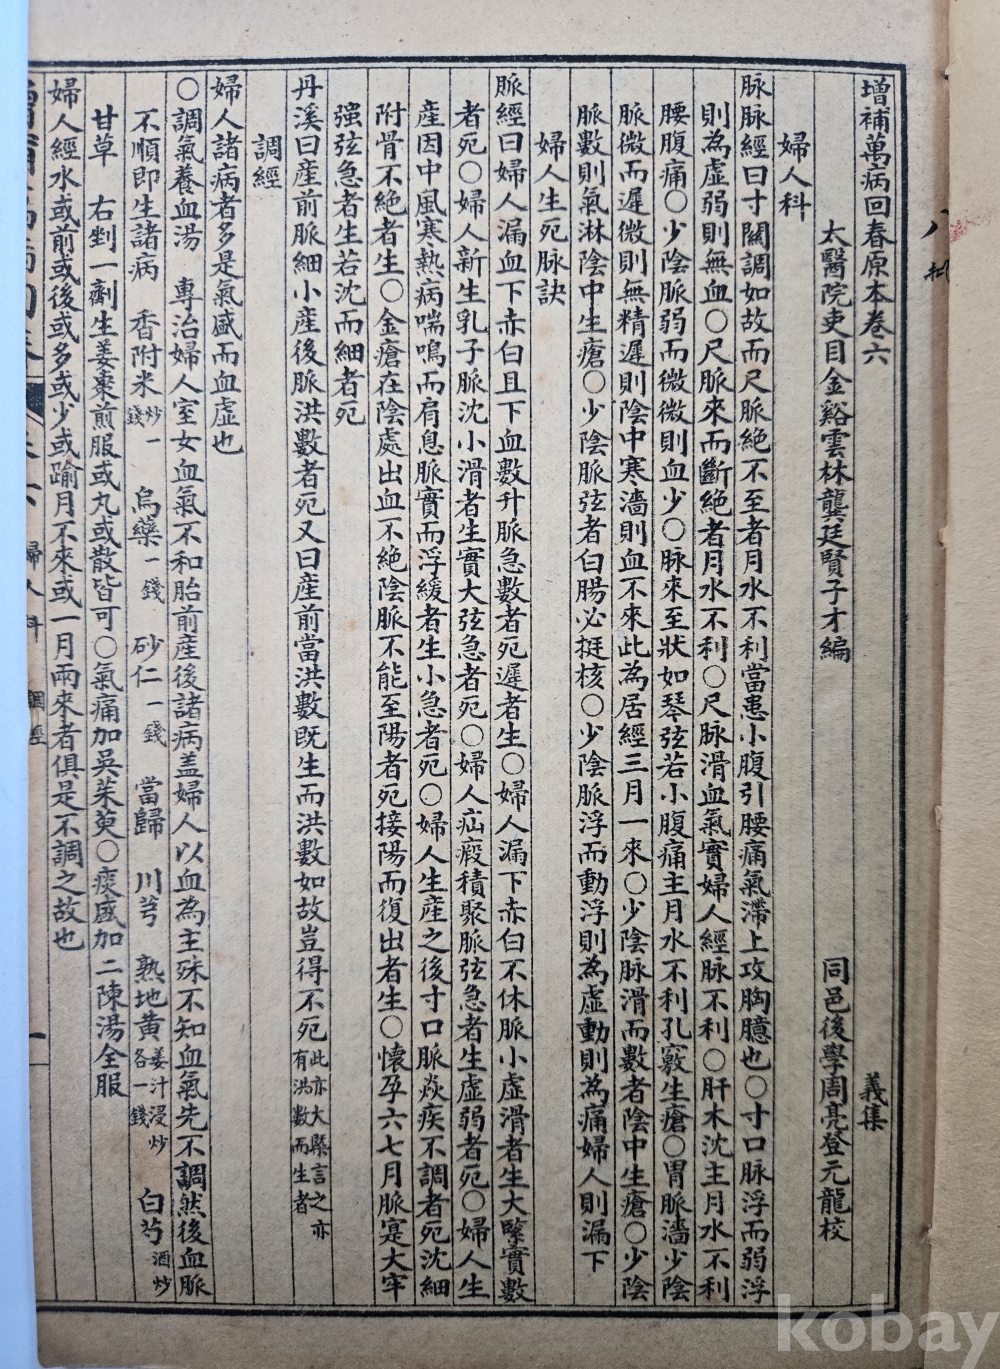 增補萬病回春原本卷六　義集
太醫院吏目金谿雲林龔廷賢子才編　同邑後學周亮登元龍校
婦人科
脉脉經曰寸關調如故而尺脈絶不至者月水不利當患小腹引腰痛氣滯上攻胸臆也○寸口脉浮而弱浮
則為虛弱則無血○尺脈來而斷絶者月水不利○尺脉滑血氣實婦人經脉不利○肝木沈主月水不利
腰腹痛○少陰脈弱而微微則血少○脉來至狀如琴弦若小腹痛主月水不利孔竅生瘡○胃脈濇少陰
脈微而遲微則無精遲則陰中寒濇則血不來此為居經三月一來○少陰脉滑而數者陰中生瘡○少陰
脈數則氣淋陰中生瘡○少陰脈弦者白腸必挺核○少陰脈浮而動浮則為虛動則為痛婦人則漏下
婦人生死脉訣
脈經曰婦人漏血下赤白且下血數升脈急數者死遲者生○婦人漏下赤白不休脈小虛滑者生大緊實數
者死○婦人新生乳子脈沈小滑者生實大弦急者死○婦人疝瘕積聚脈弦急者生虛弱者死○婦人生
產因中風寒熱病喘鳴而肩息脈實而浮緩者生小急者死○婦人生産之後寸口脈焱疾不調者死沈細
附骨不絶者生○金瘡在陰處出血不絶陰脈不能至陽者死接陽而復出者生○懷孕六七月脈寔大牢
強弦急者生若沈而細者死
丹溪曰産前脈細小産後脈洪數者死又曰産前當洪數既生而洪數如故豈得不死此亦大槩言之亦有洪數而生者
調經
婦人諸病者多是氣盛而血虛也
○調氣養血湯　專治婦人室女血氣不和胎前産後諸病盖婦人以血為主殊不知血氣先不調然後血脈
不順即生諸病　香附米炒一錢　烏藥一錢　砂仁一錢　當歸　川芎　熟地黃姜汁浸炒各一錢　白芍酒炒
甘草　右剉一劑生姜棗煎服或丸或散皆可○氣痛加吳茱萸○痰盛加二陳湯全服
婦人經水或前或後或多或少或踰月不來或一月兩來者俱是不調之故也
婦人科　調經　一
kobay